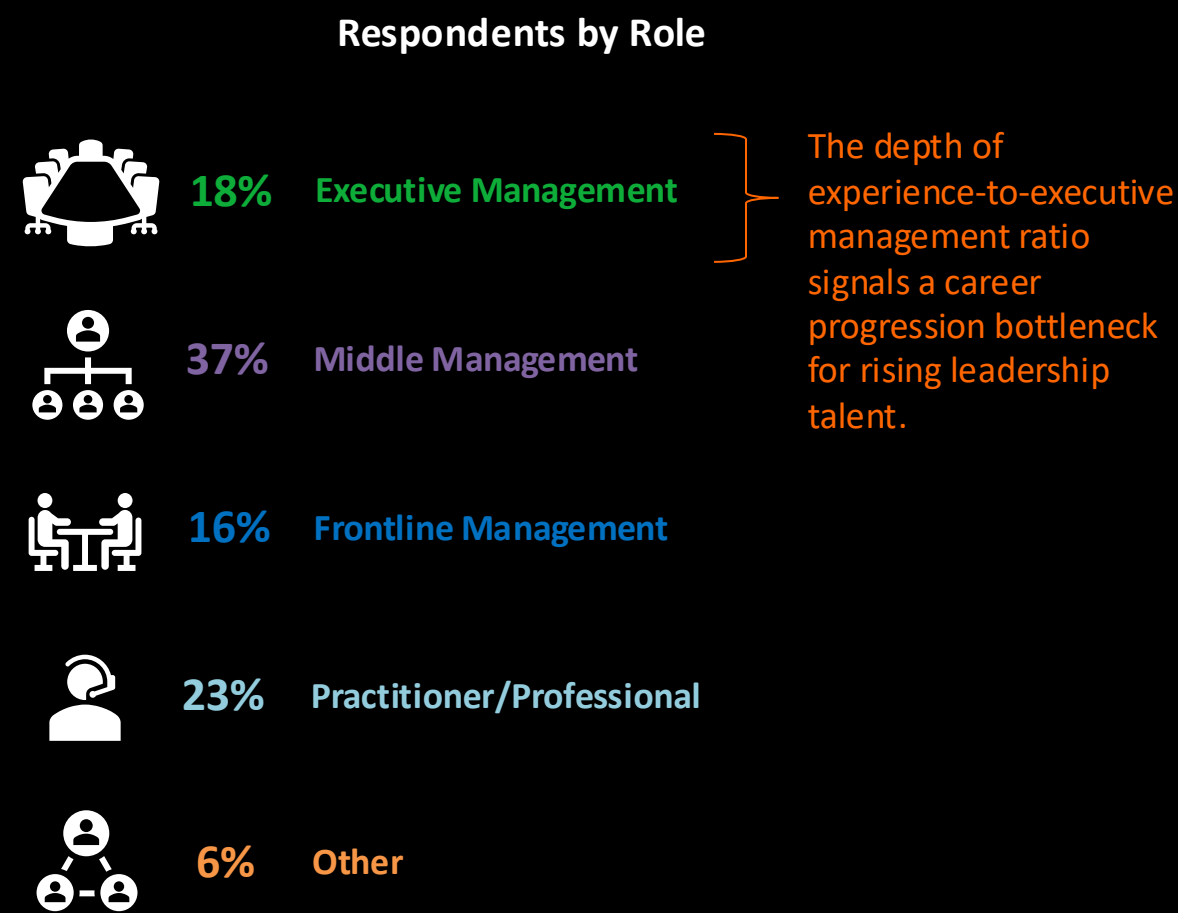 Respondents by Role
18% Executive Management
The depth of
experience-to-executive
management ratio
signals a career
progression bottleneck
for rising leadership
talent.
37% Middle Management
16% Frontline Management
23% Practitioner/Professional
6% Other